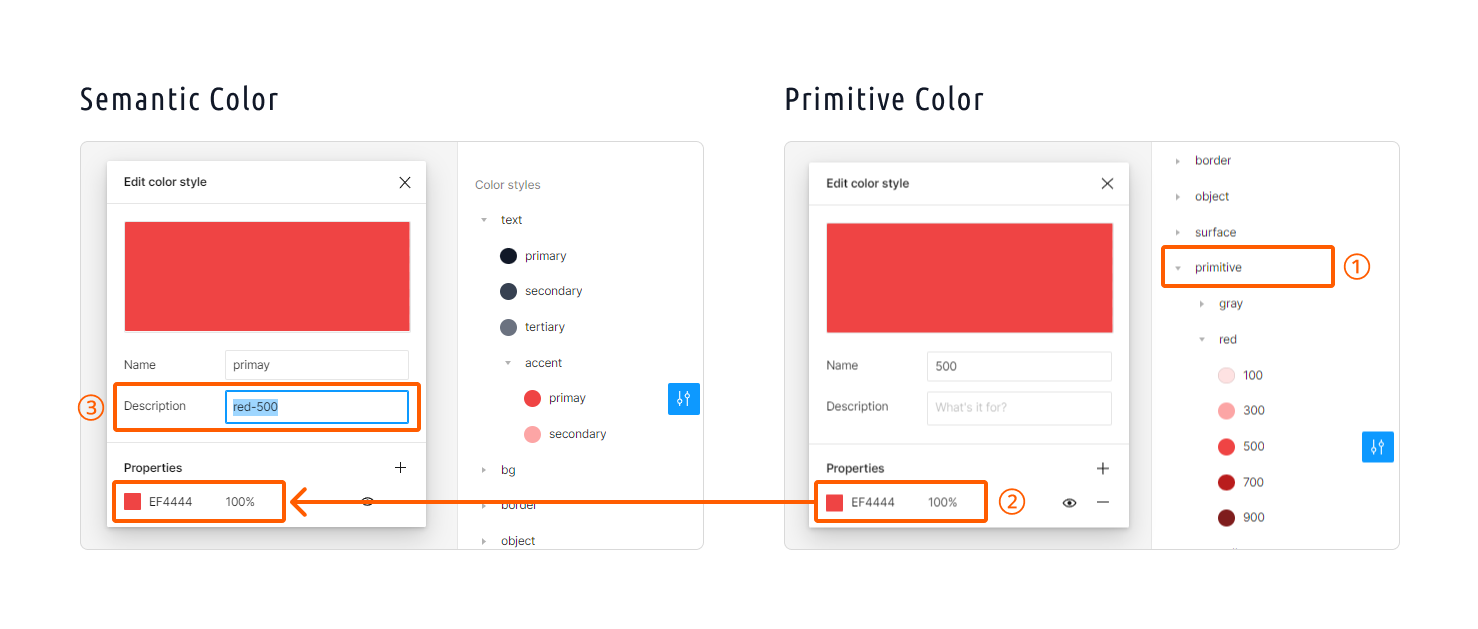 Semantic Color
Edit color style
Name
primay
③
Description
red-500
Properties
EF4444
100%
Color styles
text
primary
secondary
tertiary
accent
primay
secondary
bg
border
object
Primitive Color
Edit color style
Name
500
Description
What's it for?
Properties
EF4444
100%
②
border
object
surface
primitive
①
gray
red
100
300
500
700
900